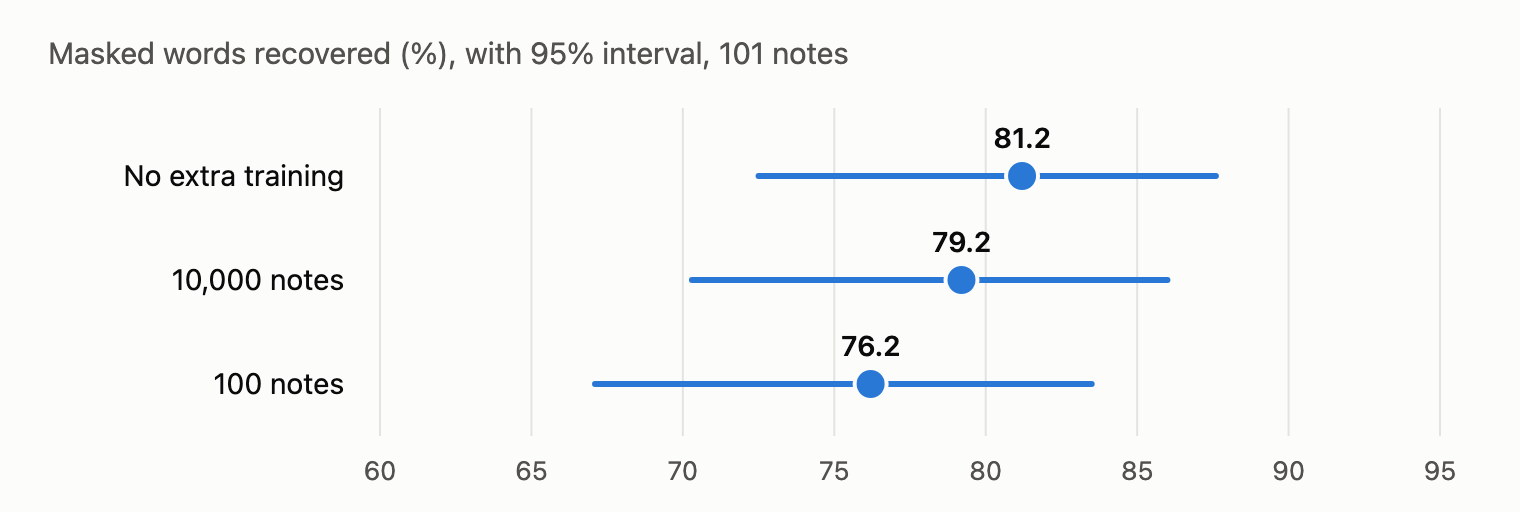 Masked words recovered (%), with 95% interval, 101 notes
81.2
No extra training
79.2
10,000 notes
76.2
100 notes
60 65 70 75 80 85 90 95